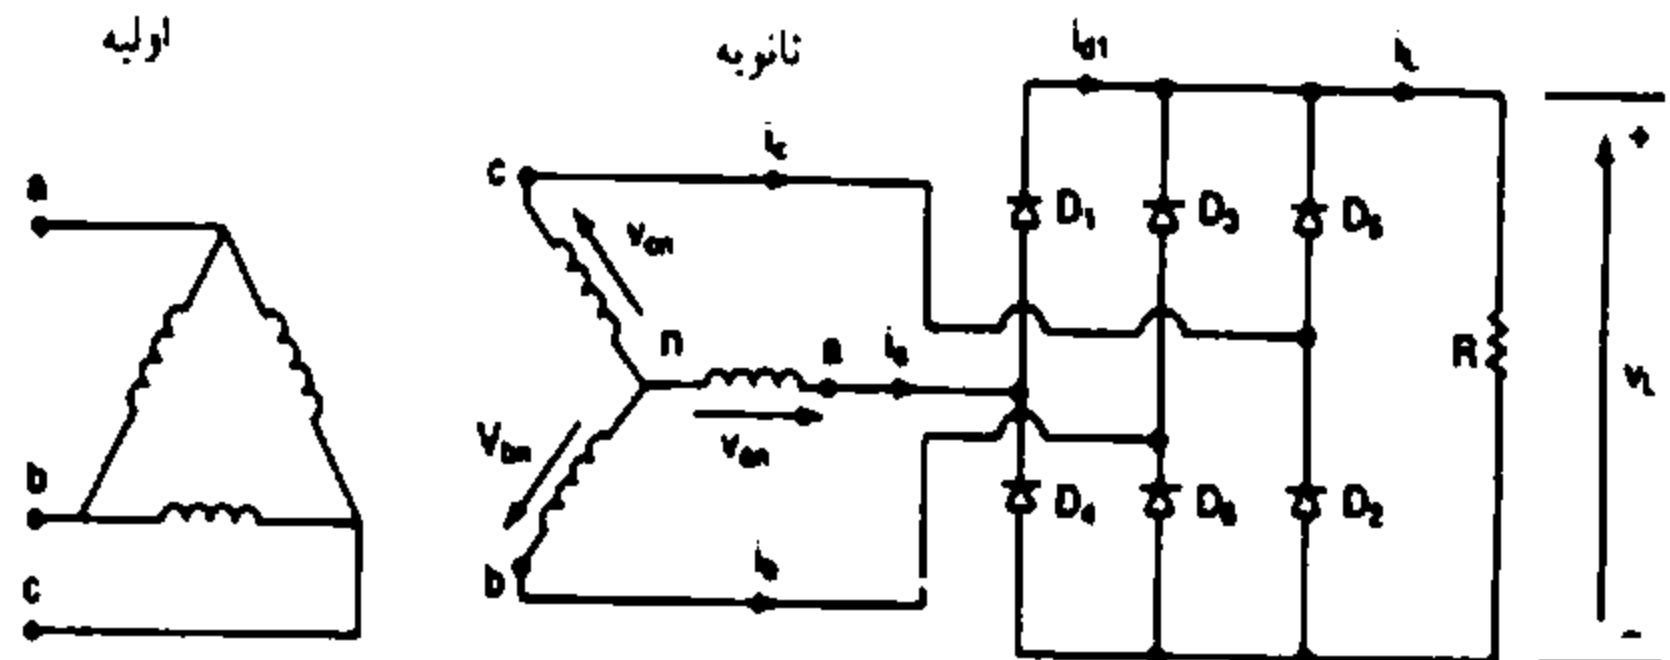 اولیه
ثانویه
i_d1
i_L
a
b
c
c
i_c
v_cn
n
a
i_a
v_an
V_bn
b
i_b
D₁
D₃
D₅
D₄
D₆
D₂
R
+
v_L
-